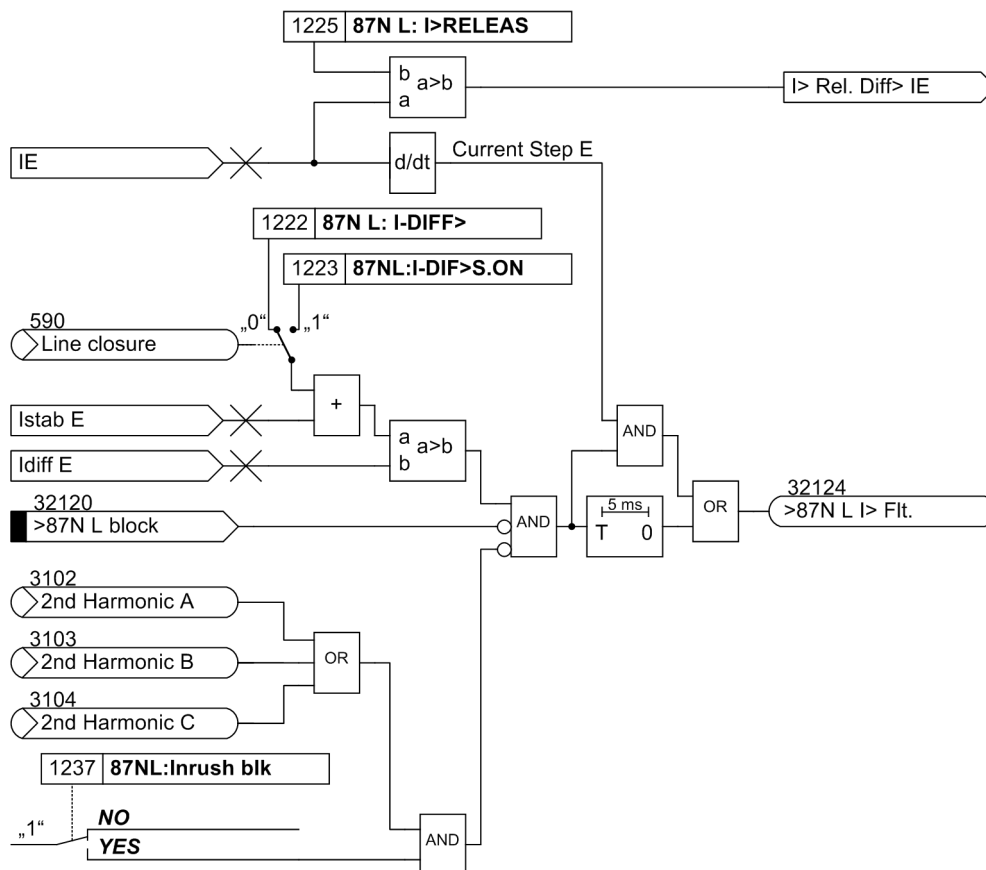 1225 87N L: I>RELEAS
b
a>b
a
I> Rel. Diff> IE
IE
d/dt
Current Step E
1222 87N L: I-DIFF>
1223 87NL:I-DIF>S.ON
590
Line closure
„0“
„1“
Istab E
+
Idiff E
a
a>b
b
AND
32120
>87N L block
AND
5 ms
T 0
OR
32124
>87N L I> Flt.
3102
2nd Harmonic A
3103
2nd Harmonic B
OR
3104
2nd Harmonic C
1237 87NL:Inrush blk
„1“
NO
YES
AND